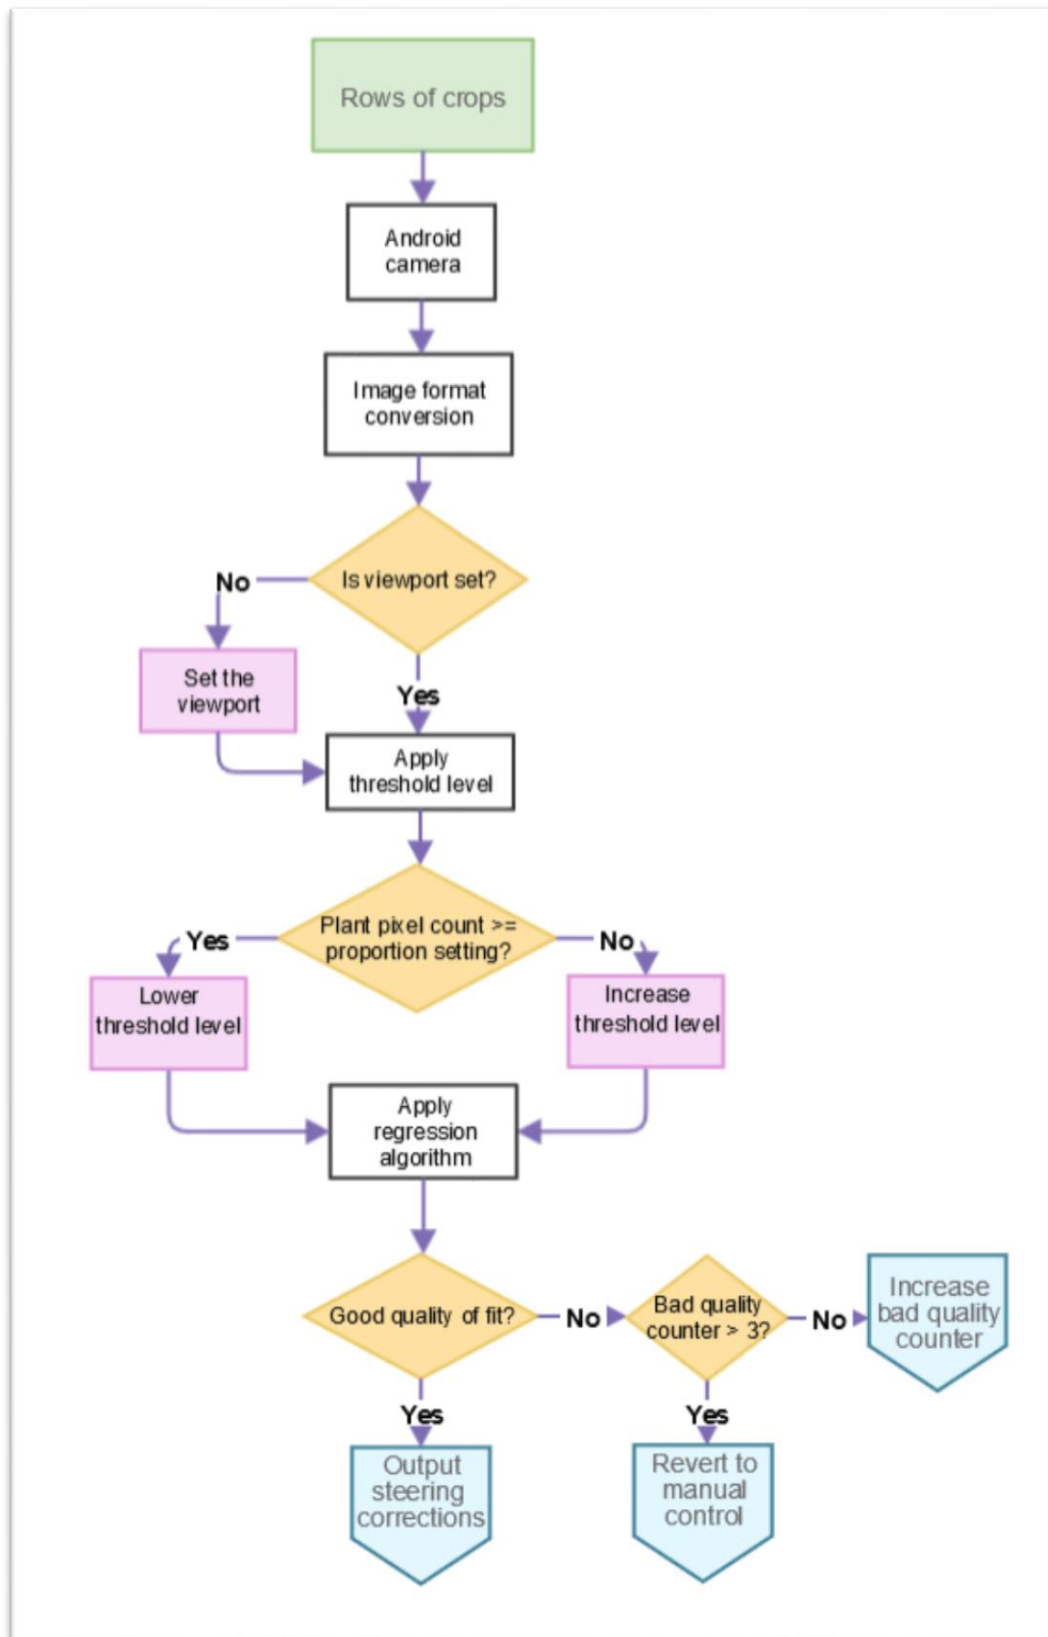 Rows of crops
Android
camera
Image format
conversion
Is viewport set?
No
Set the
viewport
Yes
Apply
threshold level
Plant pixel count >=
proportion setting?
Yes
No
Lower
threshold level
Increase
threshold level
Apply
regression
algorithm
Good quality of fit?
No
Bad quality
counter > 3?
No
Increase
bad quality
counter
Yes
Yes
Output
steering
corrections
Revert to
manual
control